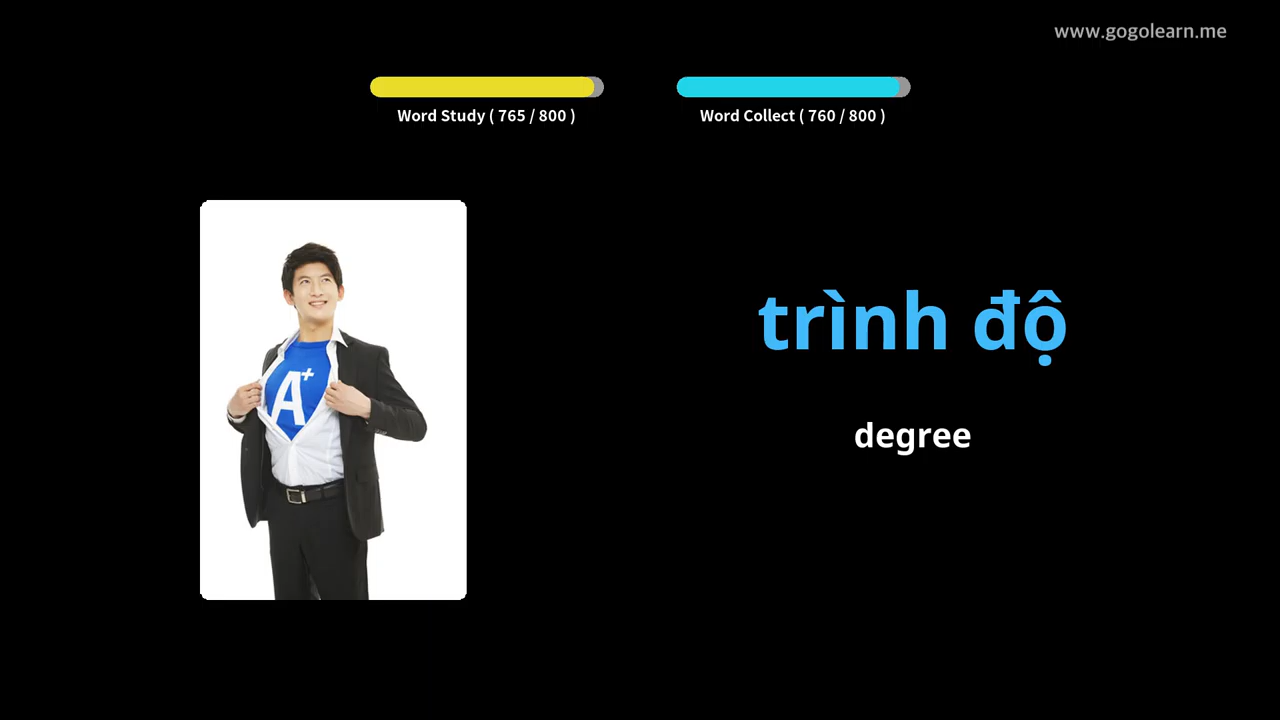 www.gogolearn.me
Word Study ( 765 / 800 )
Word Collect ( 760 / 800 )
A+
trình độ
degree